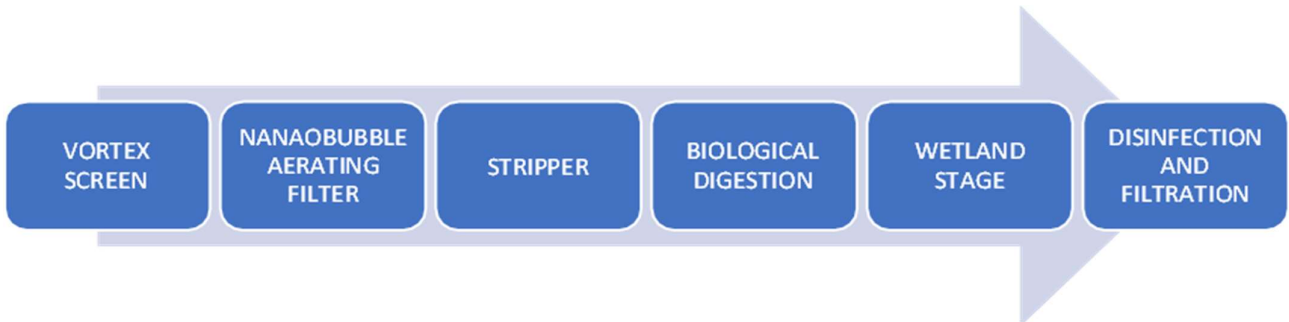 VORTEX
SCREEN
NANAOBUBBLE
AERATING
FILTER
STRIPPER
BIOLOGICAL
DIGESTION
WETLAND
STAGE
DISINFECTION
AND
FILTRATION